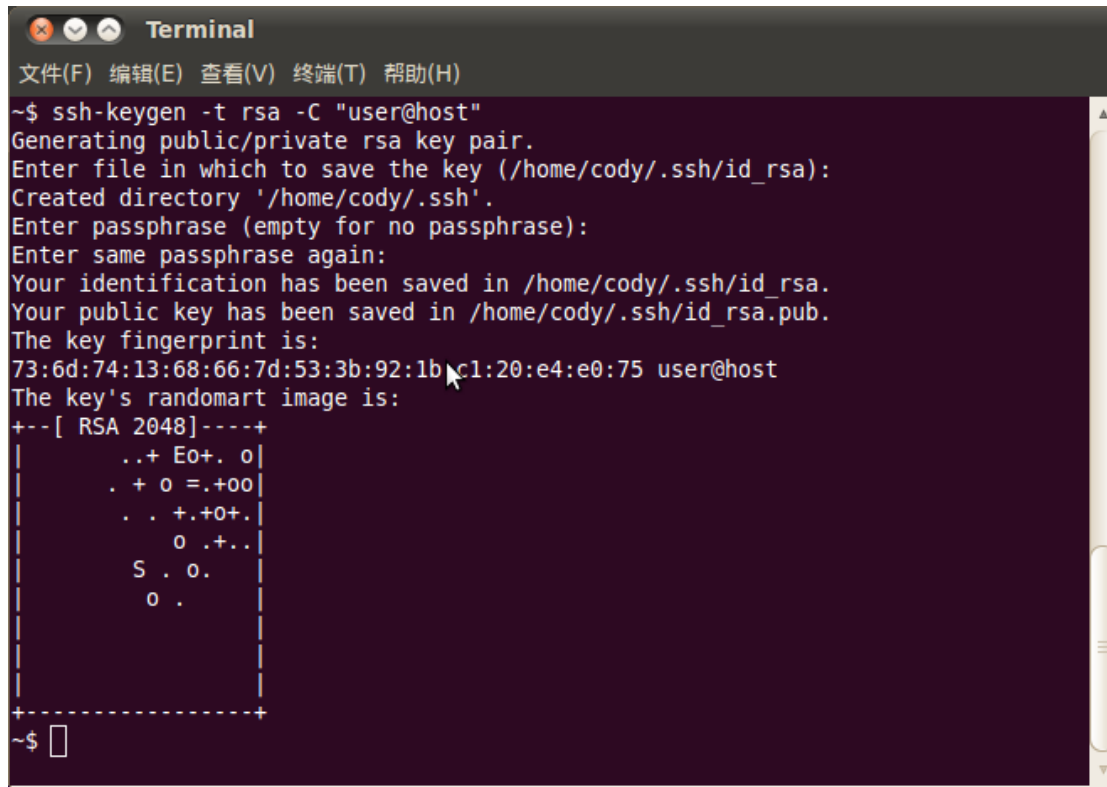 Terminal
文件(F) 编辑(E) 查看(V) 终端(T) 帮助(H)
~$ ssh-keygen -t rsa -C "user@host"
Generating public/private rsa key pair.
Enter file in which to save the key (/home/cody/.ssh/id_rsa):
Created directory '/home/cody/.ssh'.
Enter passphrase (empty for no passphrase):
Enter same passphrase again:
Your identification has been saved in /home/cody/.ssh/id_rsa.
Your public key has been saved in /home/cody/.ssh/id_rsa.pub.
The key fingerprint is:
73:6d:74:13:68:66:7d:53:3b:92:1b:c1:20:e4:e0:75 user@host
The key's randomart image is:
+--[ RSA 2048]----+
|       ..+ Eo+. o|
|      . + o =.+oo|
|       . . +.+o+.|
|           o .+..|
|        S . o.   |
|         o .     |
|                 |
|                 |
|                 |
+-----------------+
~$